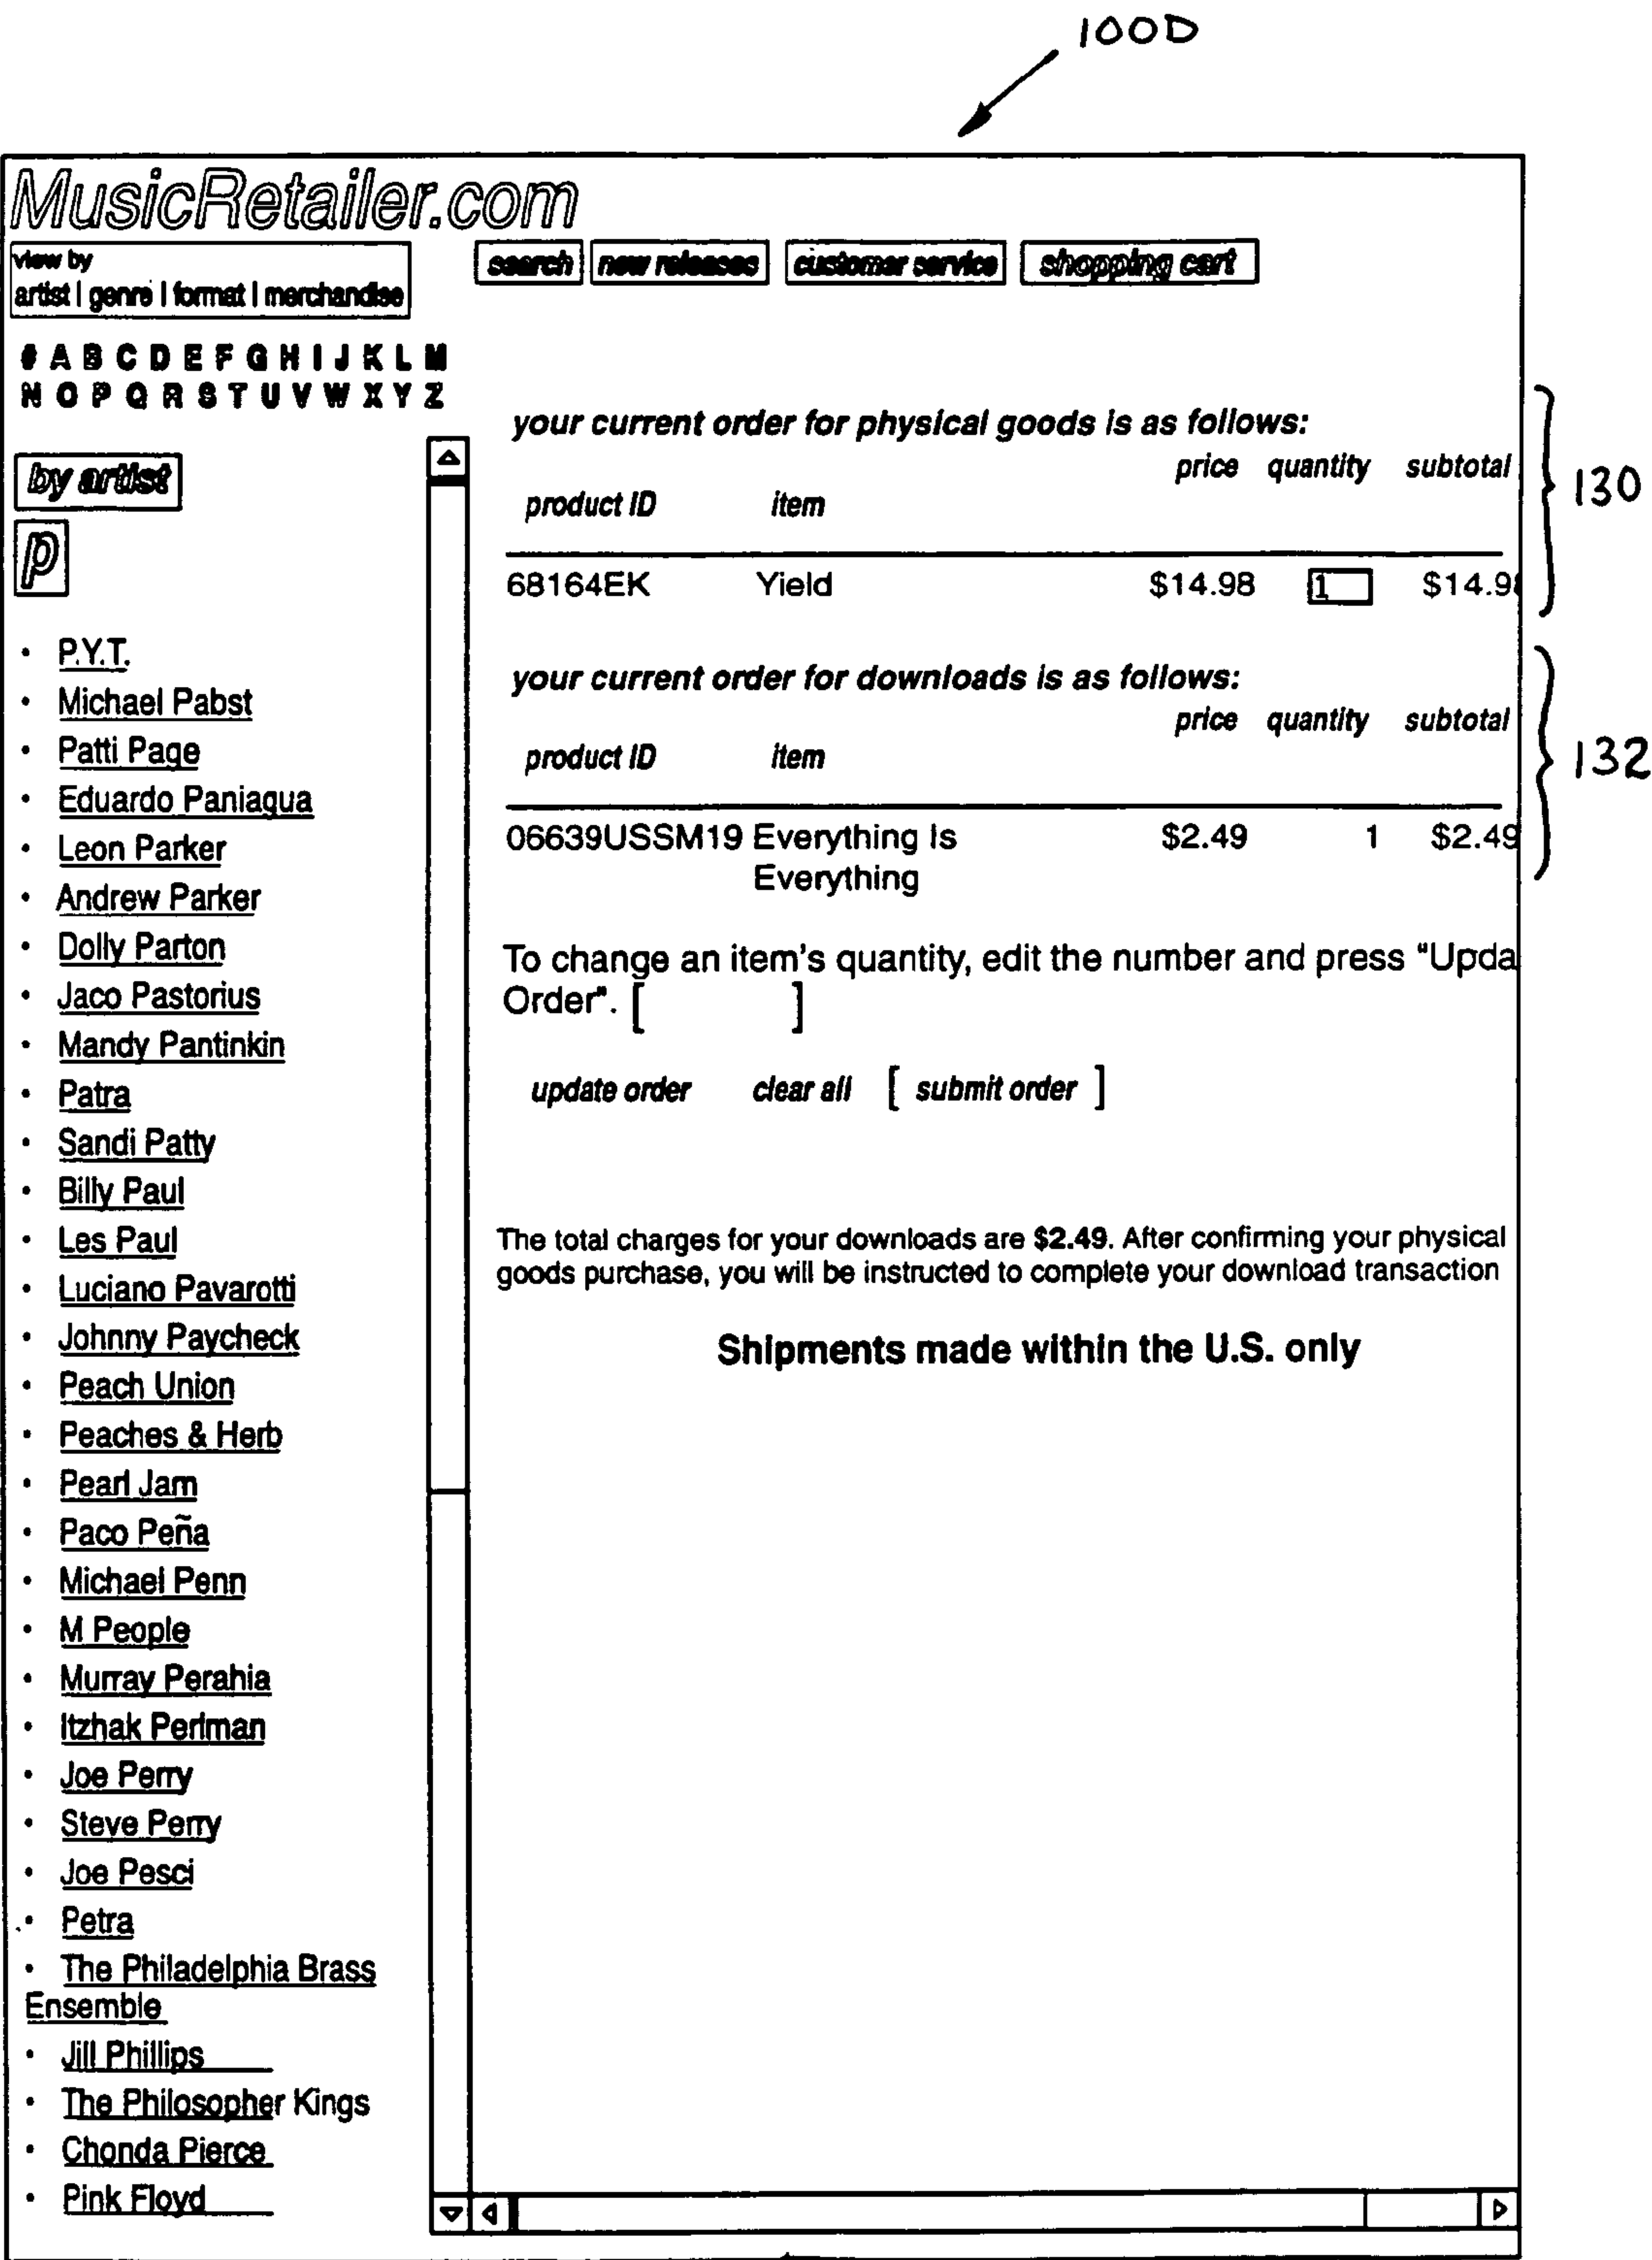 100D
MusicRetailer.com
view by
artist | genre | format | merchandise
search new releases customer service shopping cart
# A B C D E F G H I J K L M
N O P Q R S T U V W X Y Z
by artist
p
• P.Y.T.
• Michael Pabst
• Patti Page
• Eduardo Paniagua
• Leon Parker
• Andrew Parker
• Dolly Parton
• Jaco Pastorius
• Mandy Pantinkin
• Patra
• Sandi Patty
• Billy Paul
• Les Paul
• Luciano Pavarotti
• Johnny Paycheck
• Peach Union
• Peaches & Herb
• Pearl Jam
• Paco Peña
• Michael Penn
• M People
• Murray Perahia
• Itzhak Perlman
• Joe Perry
• Steve Perry
• Joe Pesci
• Petra
• The Philadelphia Brass
Ensemble
• Jill Phillips
• The Philosopher Kings
• Chonda Pierce
• Pink Floyd
your current order for physical goods is as follows:
price quantity subtotal
product ID item
68164EK Yield $14.98 1 $14.98
130
your current order for downloads is as follows:
price quantity subtotal
product ID item
06639USSM19 Everything Is $2.49 1 $2.49
Everything
132
To change an item's quantity, edit the number and press "Upda
Order". [ ]
update order clear all [ submit order ]
The total charges for your downloads are $2.49. After confirming your physical
goods purchase, you will be instructed to complete your download transaction
Shipments made within the U.S. only